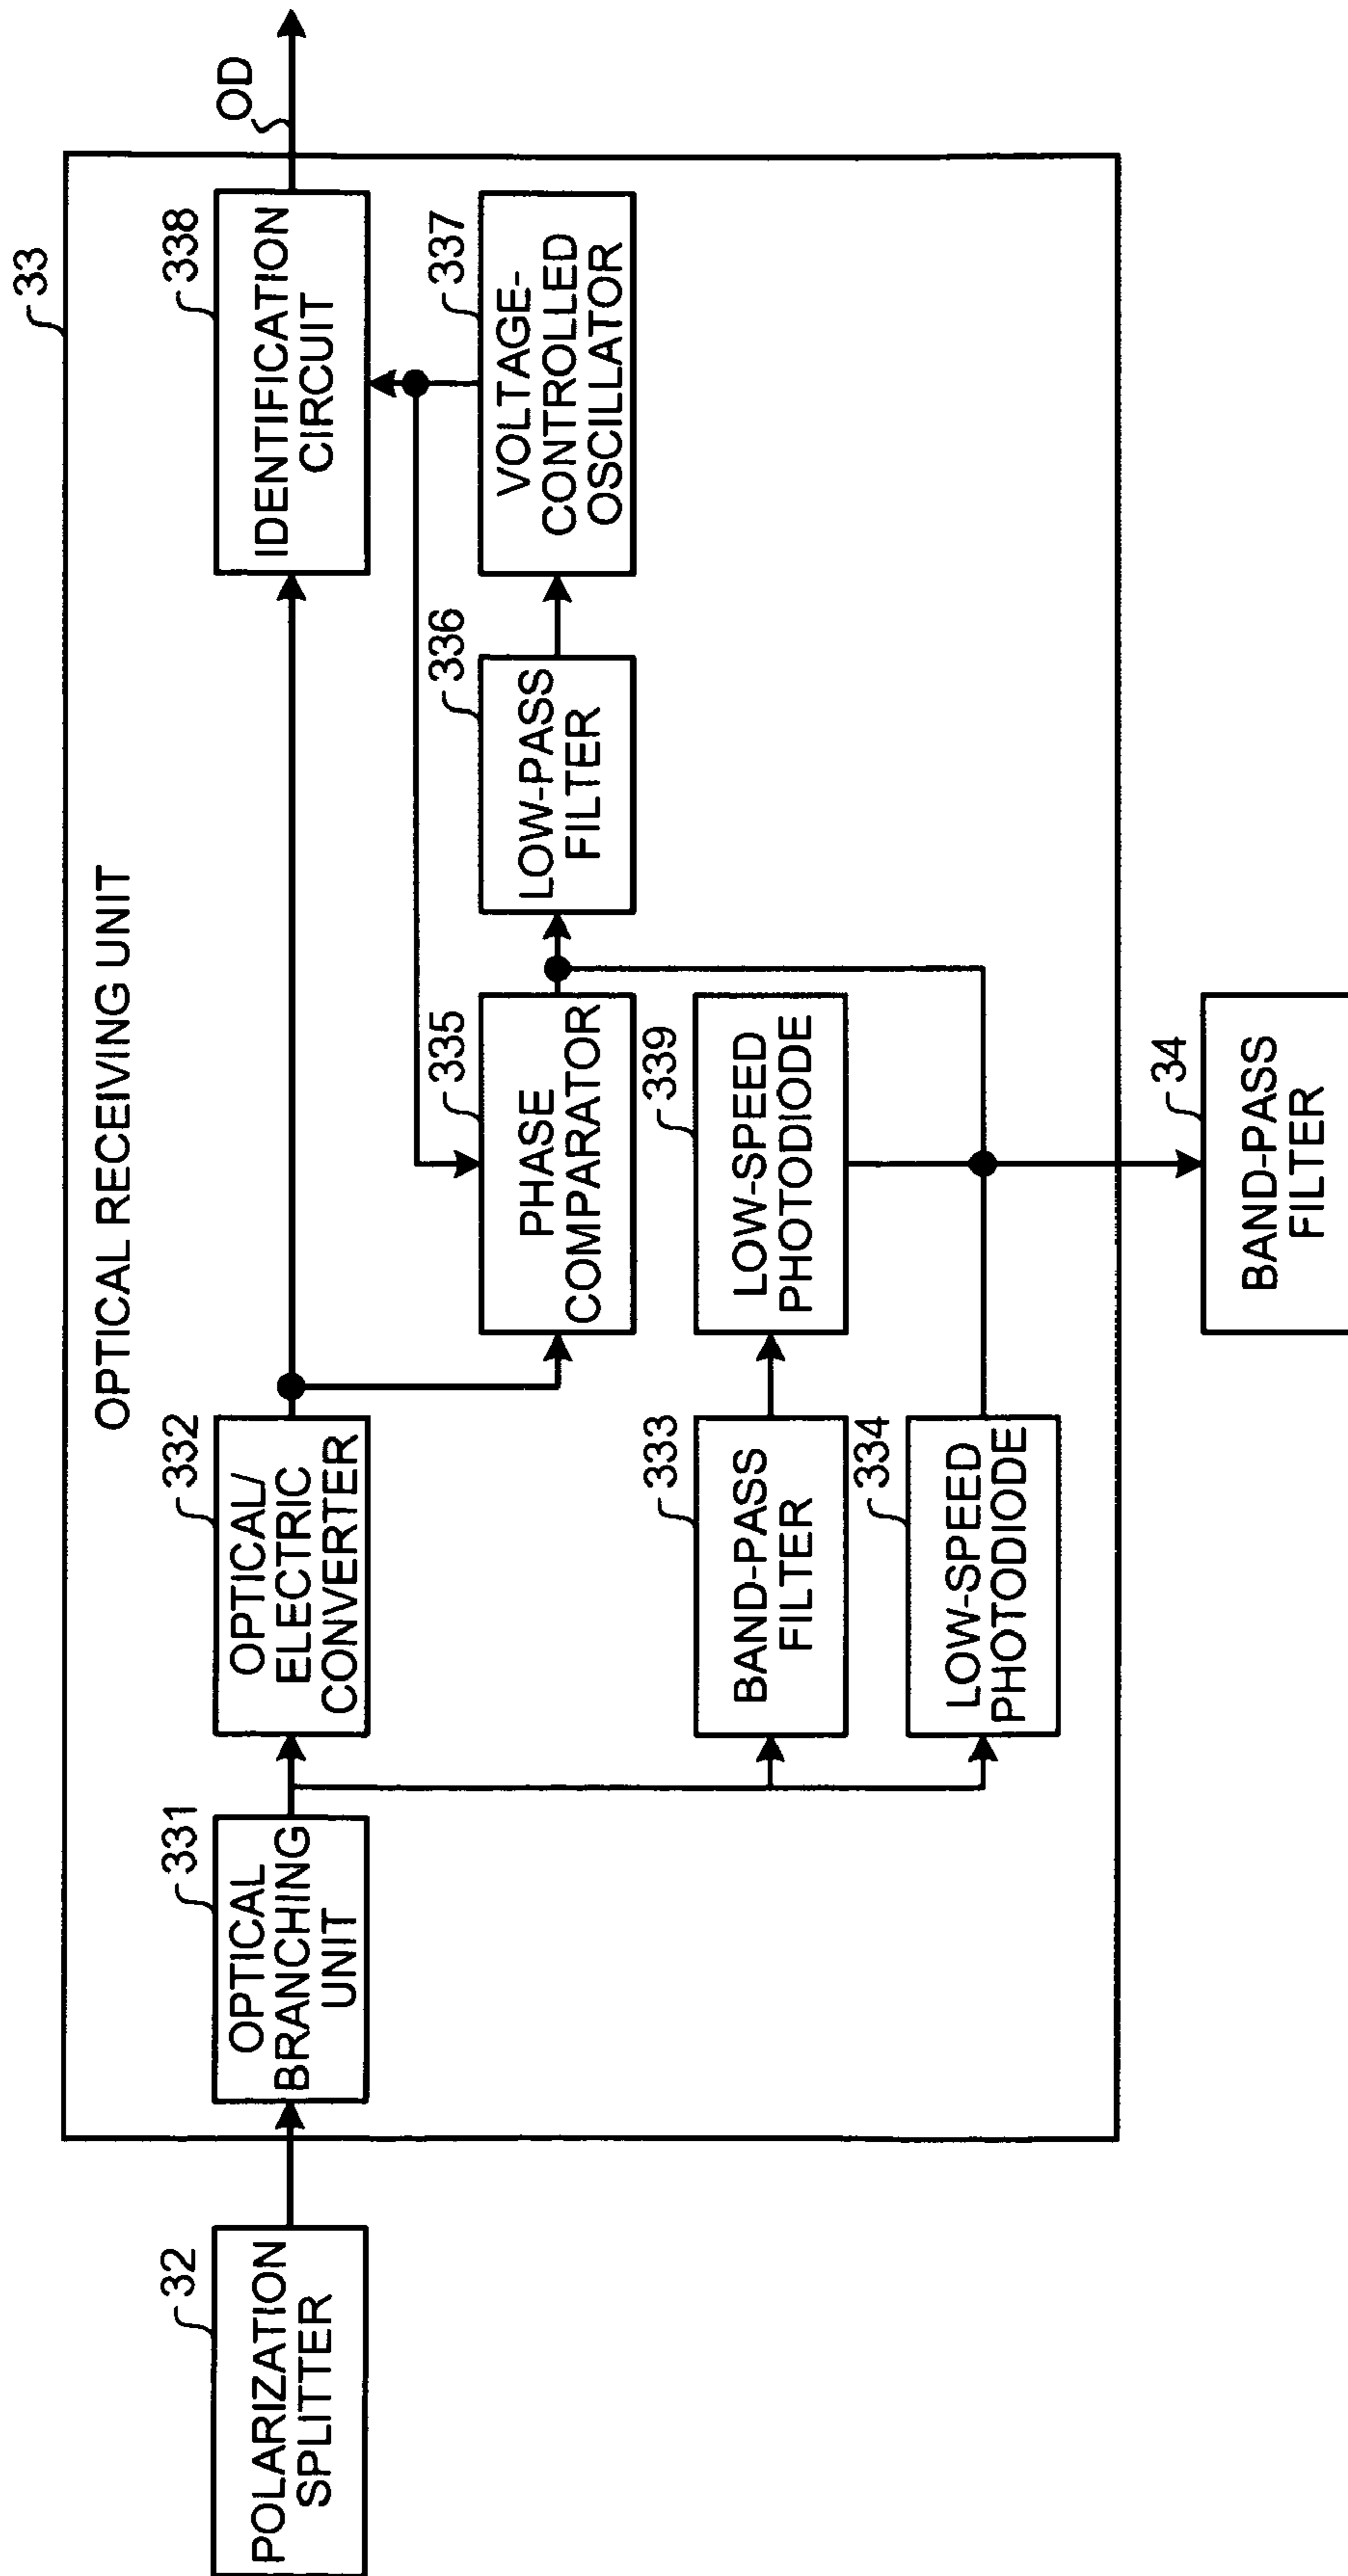 33
OPTICAL RECEIVING UNIT
32
POLARIZATION
SPLITTER
331
OPTICAL
BRANCHING
UNIT
332
OPTICAL/
ELECTRIC
CONVERTER
338
IDENTIFICATION
CIRCUIT
OD
335
PHASE
COMPARATOR
336
LOW-PASS
FILTER
337
VOLTAGE-
CONTROLLED
OSCILLATOR
333
BAND-PASS
FILTER
339
LOW-SPEED
PHOTODIODE
334
LOW-SPEED
PHOTODIODE
34
BAND-PASS
FILTER